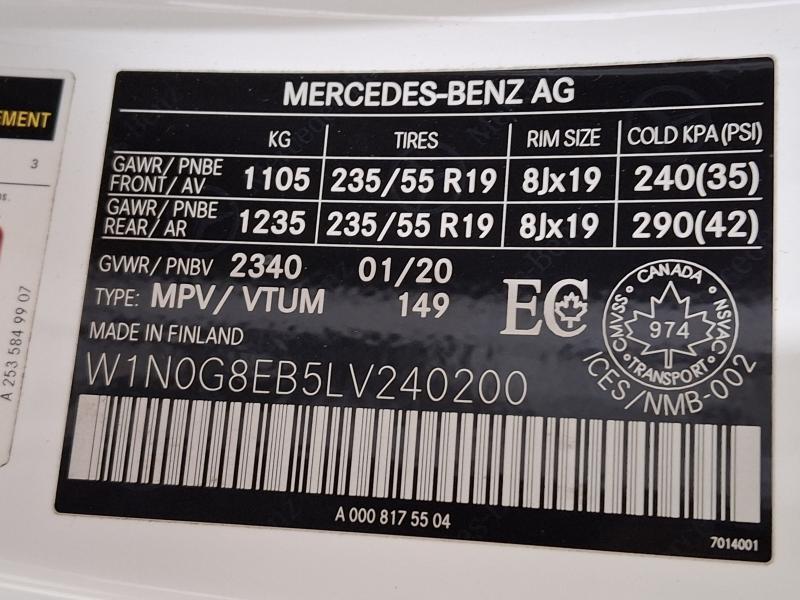 EMENT
3
A 253 584 99 07
MERCEDES-BENZ AG
KG TIRES RIM SIZE COLD KPA(PSI)
GAWR/ PNBE FRONT/ AV 1105 235/55 R19 8Jx19 240(35)
GAWR/ PNBE REAR/ AR 1235 235/55 R19 8Jx19 290(42)
GVWR/ PNBV 2340 01/20
TYPE: MPV/ VTUM 149
MADE IN FINLAND
W1N0G8EB5LV240200
EC
CANADA
CMVSS 974 NSVAC
TRANSPORT
ICES/NMB-002
A 000 817 55 04
7014001